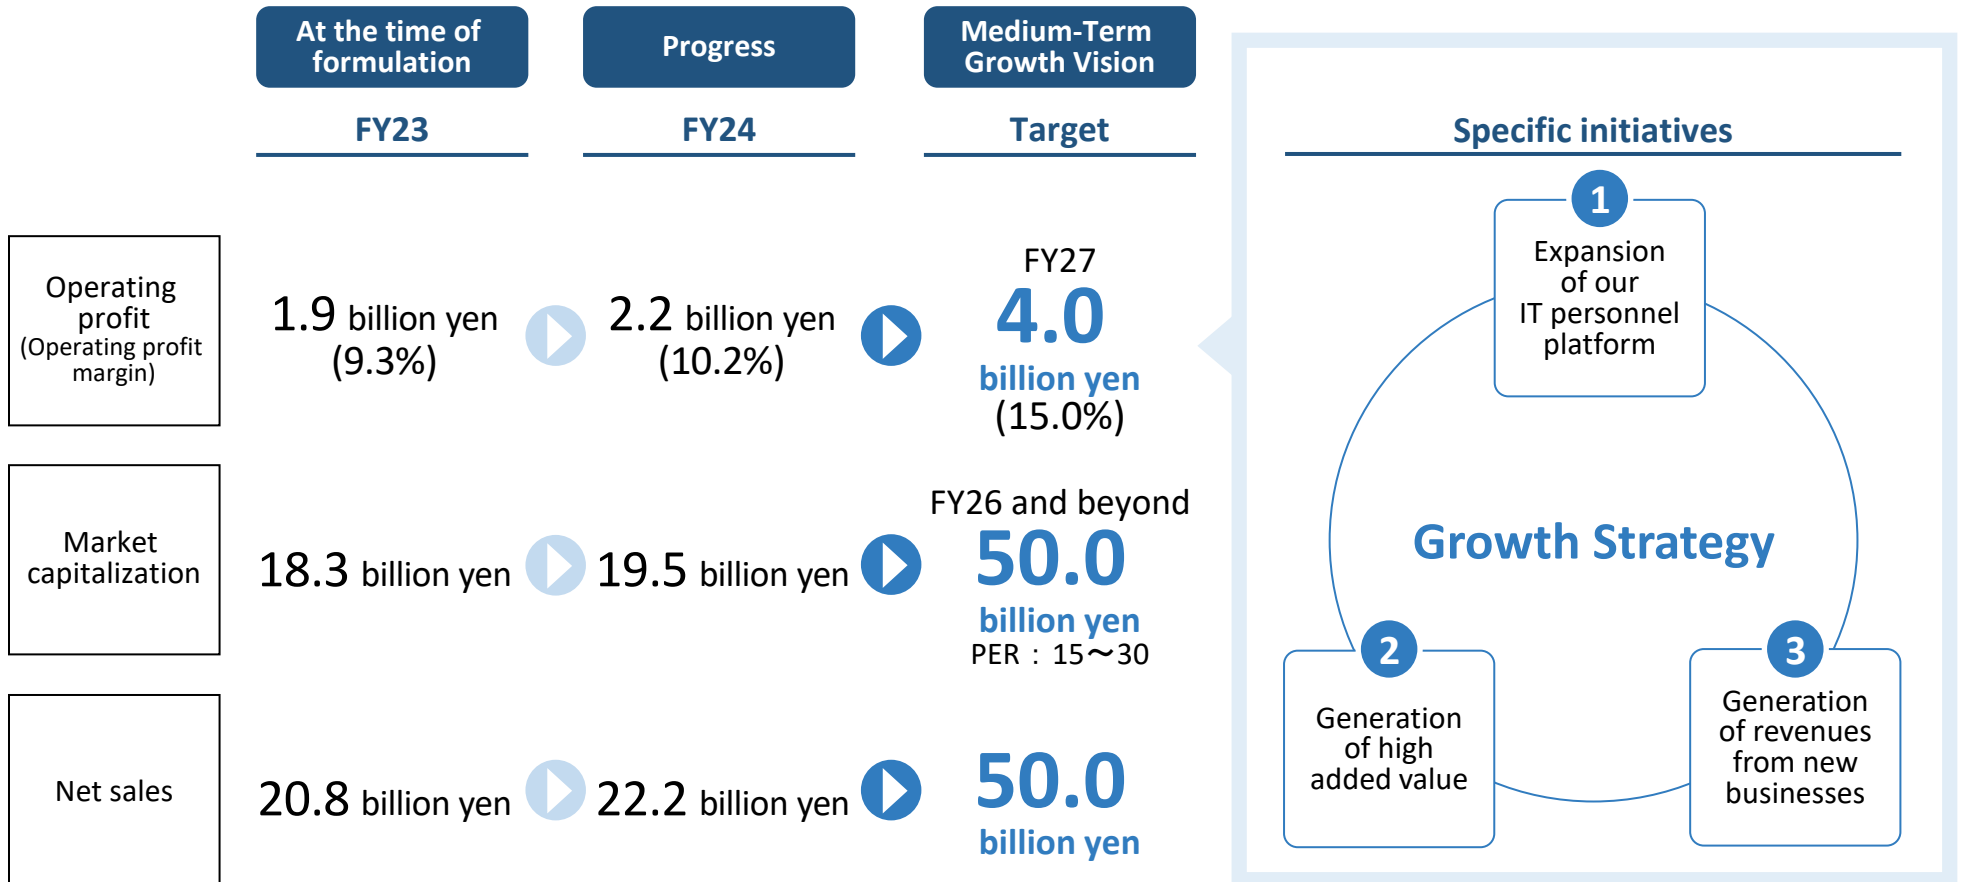 At the time of
formulation
Progress
Medium-Term
Growth Vision
FY23
FY24
Target
Operating
profit
(Operating profit
margin)
1.9 billion yen
(9.3%)
2.2 billion yen
(10.2%)
FY27
4.0
billion yen
(15.0%)
Market
capitalization
18.3 billion yen
19.5 billion yen
FY26 and beyond
50.0
billion yen
PER：15～30
Net sales
20.8 billion yen
22.2 billion yen
50.0
billion yen
Specific initiatives
1
Expansion
of our
IT personnel
platform
Growth Strategy
2
Generation
of high
added value
3
Generation
of revenues
from new
businesses